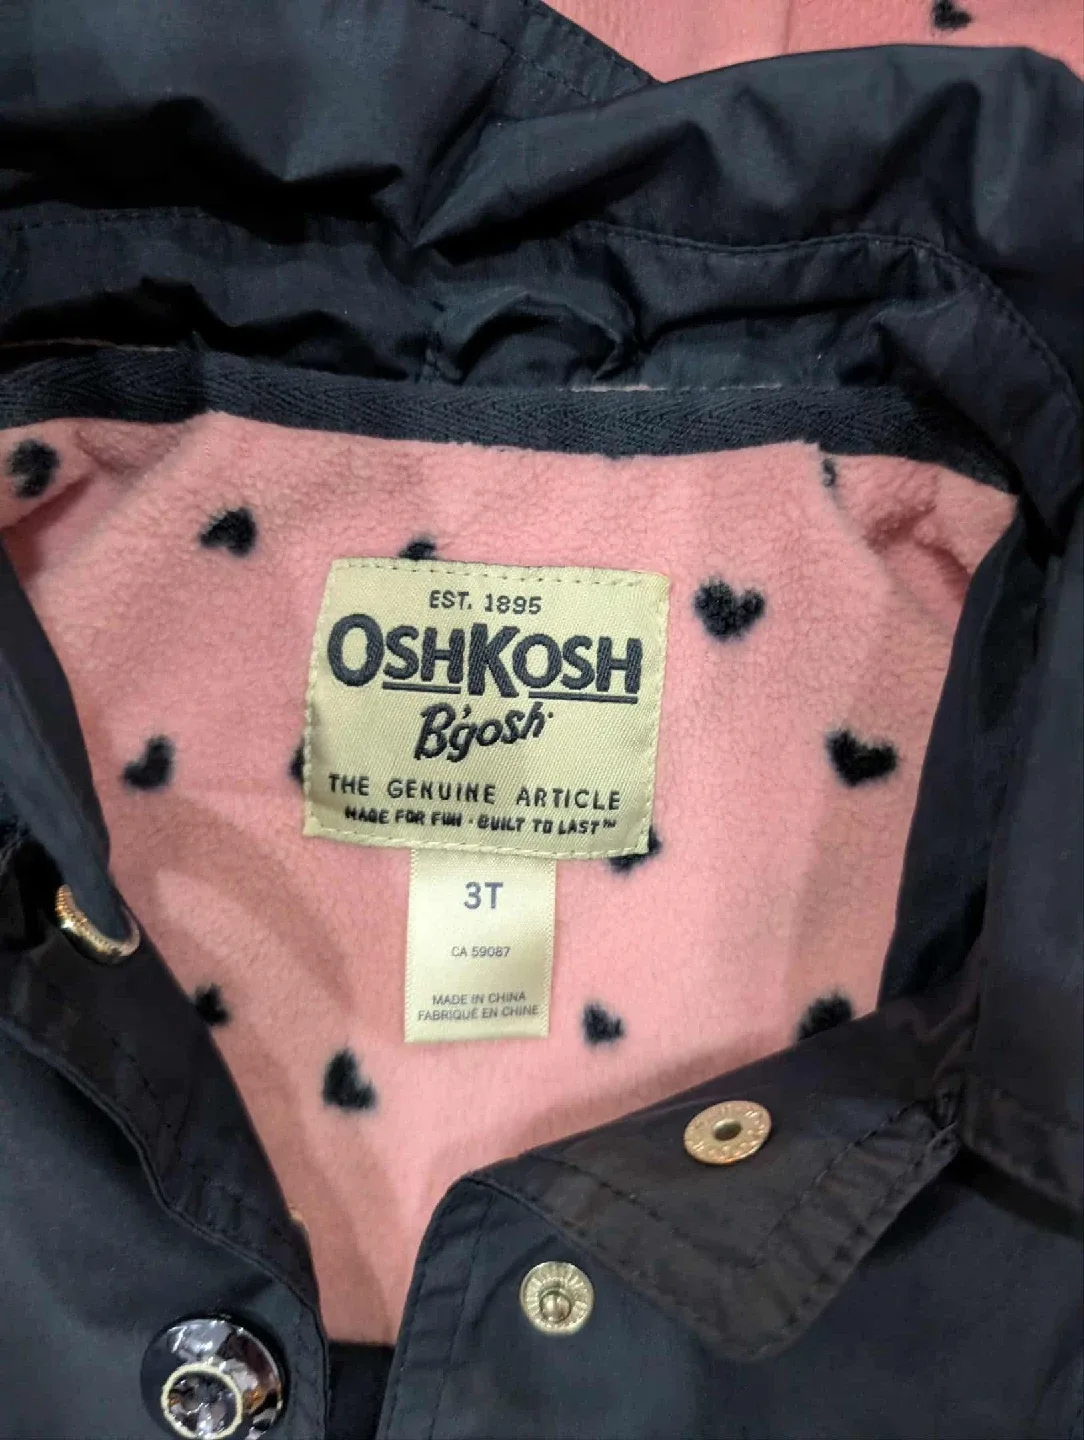 EST. 1895
OSHKOSH
B'gosh
THE GENUINE ARTICLE
MADE FOR FUN · BUILT TO LAST™
3T
CA 59087
MADE IN CHINA
FABRIQUÉ EN CHINE